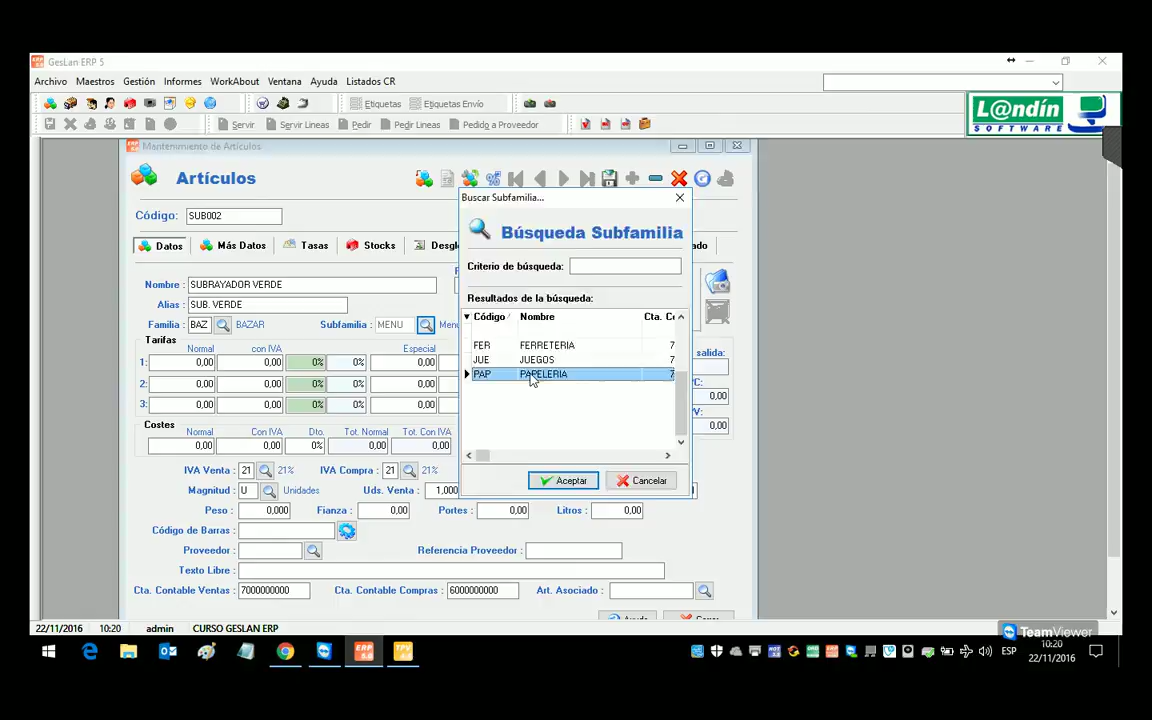 GesLan ERP 5
Archivo Maestros Gestión Informes WorkAbout Ventana Ayuda Listados CR
Etiquetas Etiquetas Envío
Servir Servir Lineas Pedir Pedir Lineas Pedido a Proveedor
L@ndín
SOFTWARE
Mantenimiento de Artículos
Artículos
Código: SUB002
Datos Más Datos Tasas Stocks
Nombre : SUBRAYADOR VERDE
Alias : SUB. VERDE
Familia : BAZ BAZAR Subfamilia : MENU
Tarifas
Normal con IVA Especial
1: 0,00 0,00 0% 0% 0,00
2: 0,00 0,00 0% 0% 0,00
3: 0,00 0,00 0% 0% 0,00
Costes
Normal Con IVA Dto. Tot. Normal Tot. Con IVA
0,00 0,00 0% 0,00 0,00
IVA Venta : 21 21% IVA Compra : 21 21%
Magnitud : U Unidades Uds. Venta : 1,000
Peso : 0,000 Fianza : 0,00 Portes : 0,00 Litros : 0,00
Código de Barras :
Proveedor : Referencia Proveedor :
Texto Libre :
Cta. Contable Ventas : 7000000000 Cta. Contable Compras : 6000000000 Art. Asociado :
salida:
0,00
0,00
Buscar Subfamilia...
Búsqueda Subfamilia
Criterio de búsqueda:
Resultados de la búsqueda:
Código Nombre
FER FERRETERIA 7
JUE JUEGOS 7
PAP PAPELERIA 7
Aceptar Cancelar
22/11/2016 10:20 admin CURSO GESLAN ERP
TeamViewer
ESP
10:20
22/11/2016